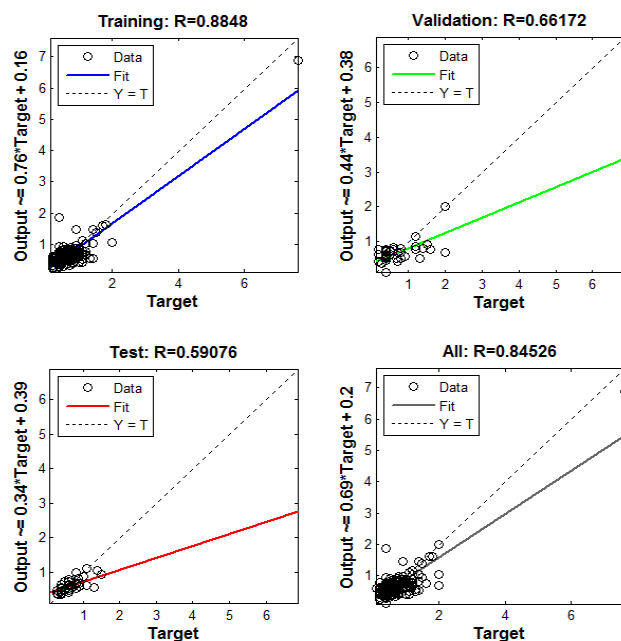 Training: R=0.8848
Output ~= 0.76*Target + 0.16
7
6
5
4
3
2
1
Data
Fit
Y = T
2
4
6
Target
Validation: R=0.66172
Output ~= 0.44*Target + 0.38
6
5
4
3
2
1
Data
Fit
Y = T
1
2
3
4
5
6
Target
Test: R=0.59076
Output ~= 0.34*Target + 0.39
6
5
4
3
2
1
Data
Fit
Y = T
1
2
3
4
5
6
Target
All: R=0.84526
Output ~= 0.69*Target + 0.2
7
6
5
4
3
2
1
Data
Fit
Y = T
2
4
6
Target